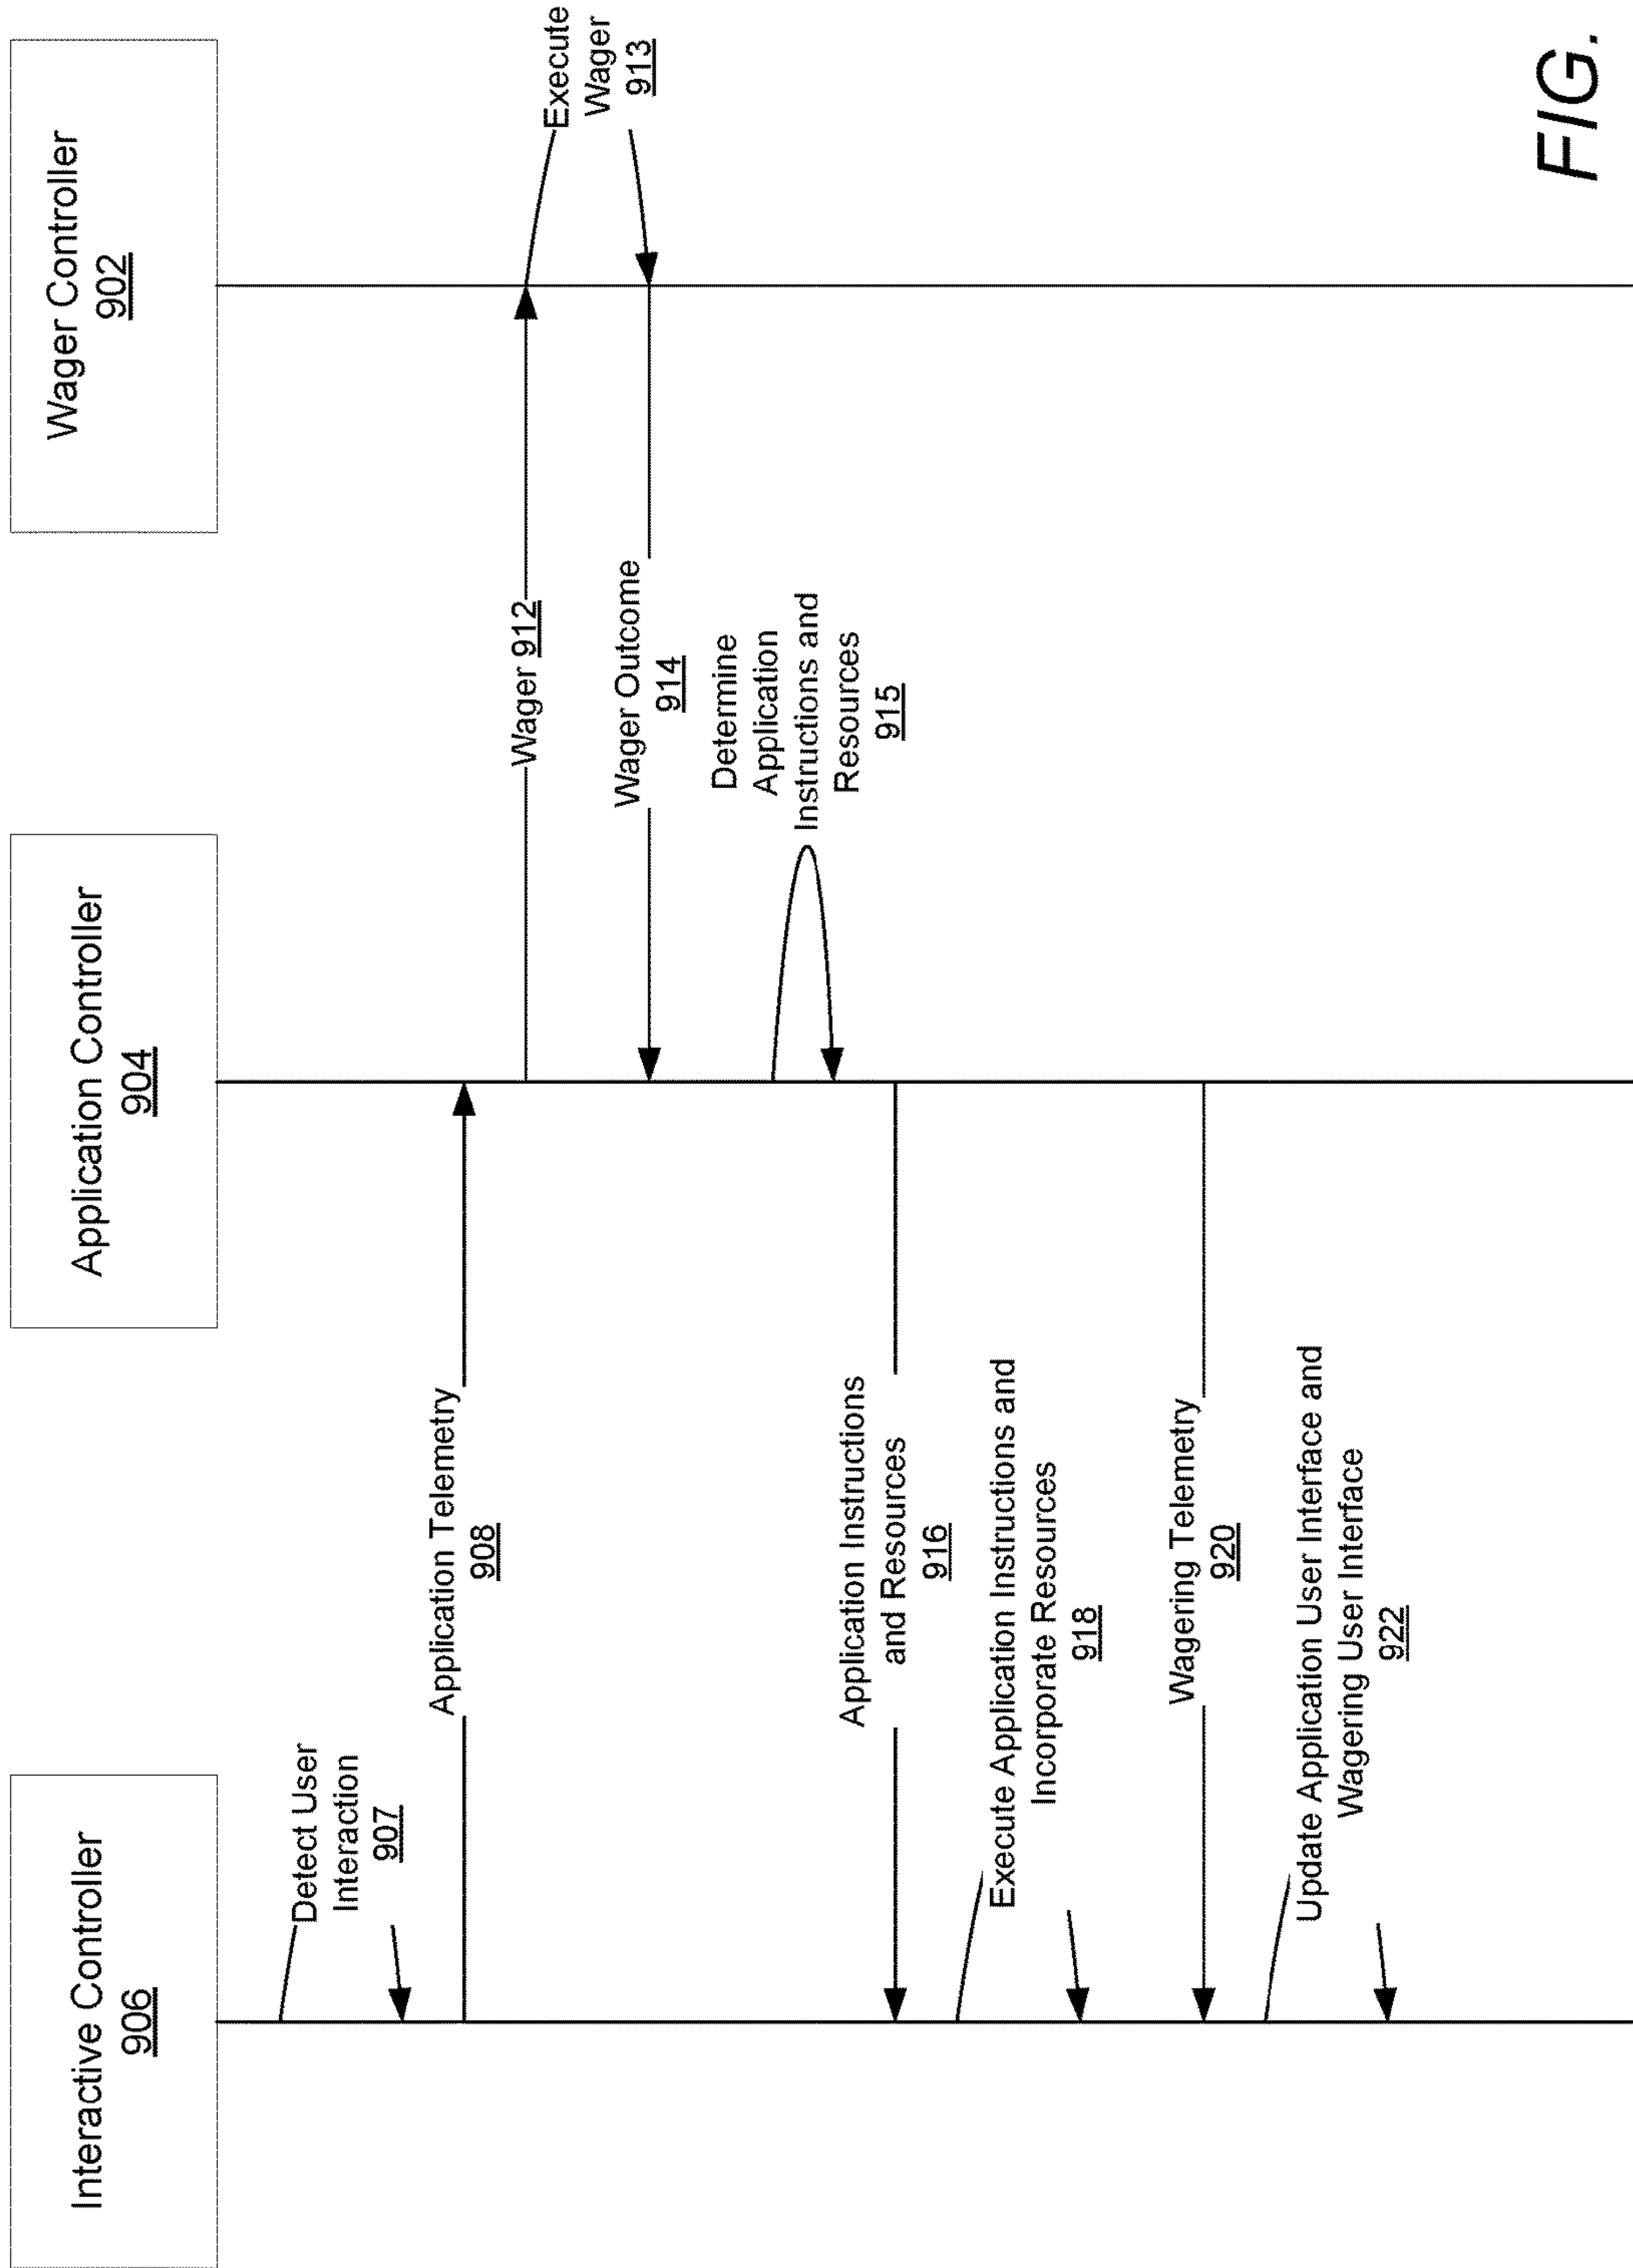 Interactive Controller
906
Application Controller
904
Wager Controller
902
Detect User
Interaction
907
Application Telemetry
908
Wager 912
Execute
Wager
913
Wager Outcome
914
Determine
Application
Instructions and
Resources
915
Application Instructions
and Resources
916
Execute Application Instructions and
Incorporate Resources
918
Wagering Telemetry
920
Update Application User Interface and
Wagering User Interface
922
FIG.